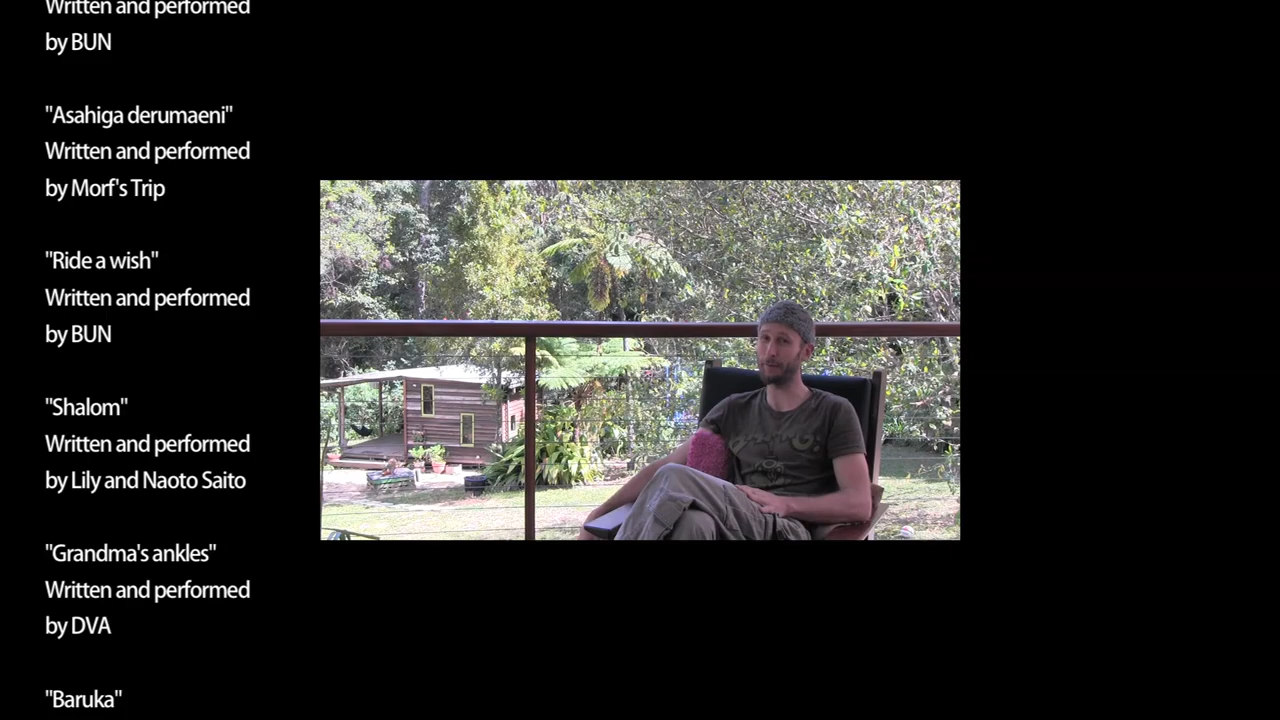 Written and performed
by BUN
"Asahiga derumaeni"
Written and performed
by Morf's Trip
"Ride a wish"
Written and performed
by BUN
"Shalom"
Written and performed
by Lily and Naoto Saito
"Grandma's ankles"
Written and performed
by DVA
"Baruka"